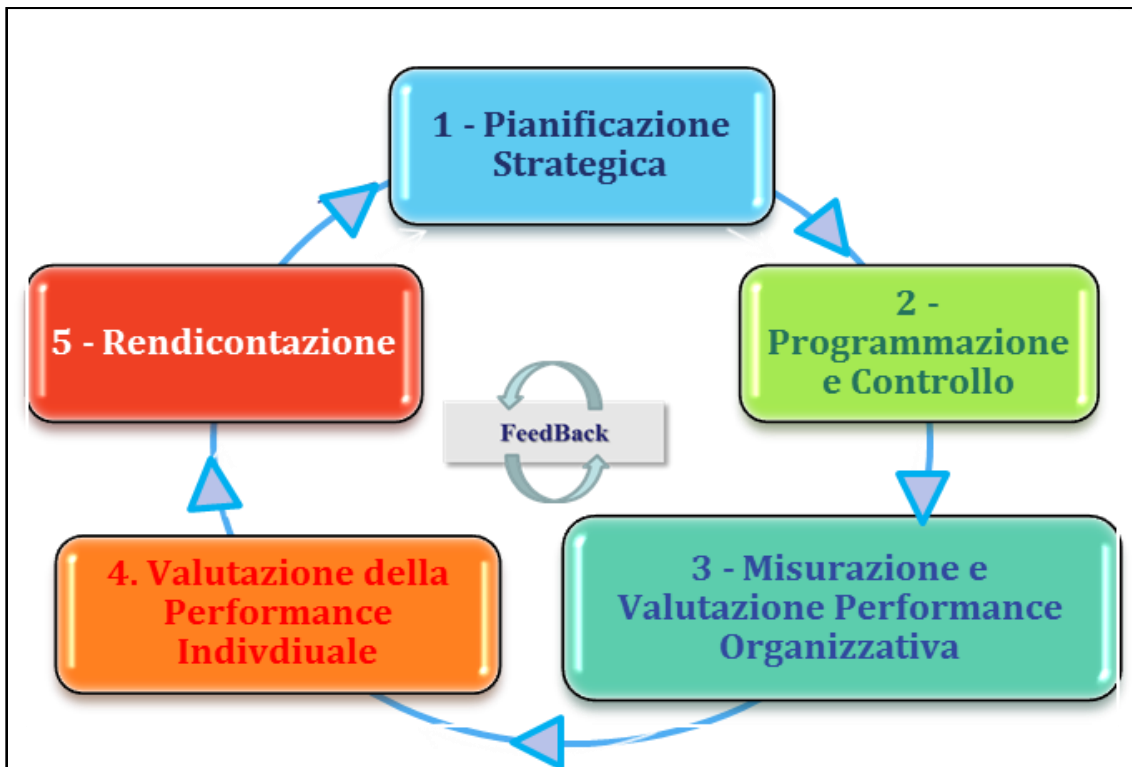 1 - Pianificazione
Strategica
2 -
Programmazione
e Controllo
3 - Misurazione e
Valutazione Performance
Organizzativa
4. Valutazione della
Performance
Indivdiuale
5 - Rendicontazione
FeedBack